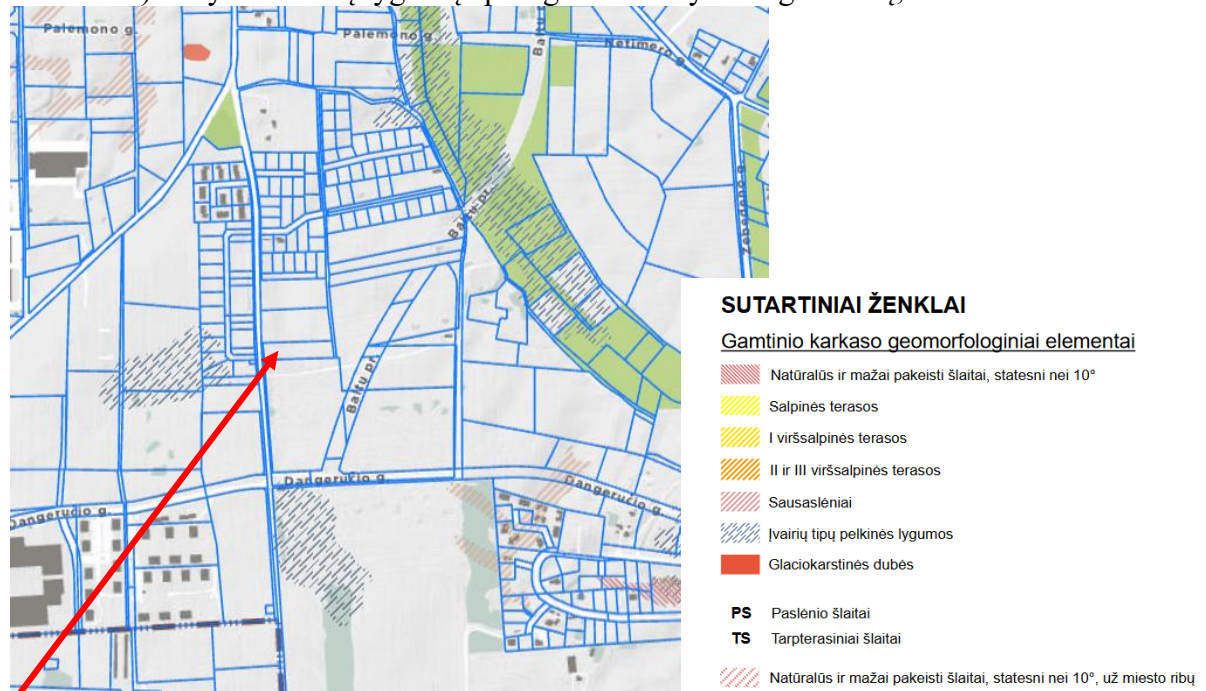 Palemono g.
Palemono g.
Baltų
Netimero g.
Žebedėno g.
Baltų pr.
Baltų pr.
Dangeručio g.
Dangeručio g.
Dangeručio g.
SUTARTINIAI ŽENKLAI
Gamtinio karkaso geomorfologiniai elementai
Natūralūs ir mažai pakeisti šlaitai, statesni nei 10°
Salpinės terasos
I viršsalpinės terasos
II ir III viršsalpinės terasos
Sausaslėniai
Įvairių tipų pelkinės lygumos
Glaciokarstinės dubės
PS Paslėnio šlaitai
TS Tarpterasiniai šlaitai
Natūralūs ir mažai pakeisti šlaitai, statesni nei 10°, už miesto ribų